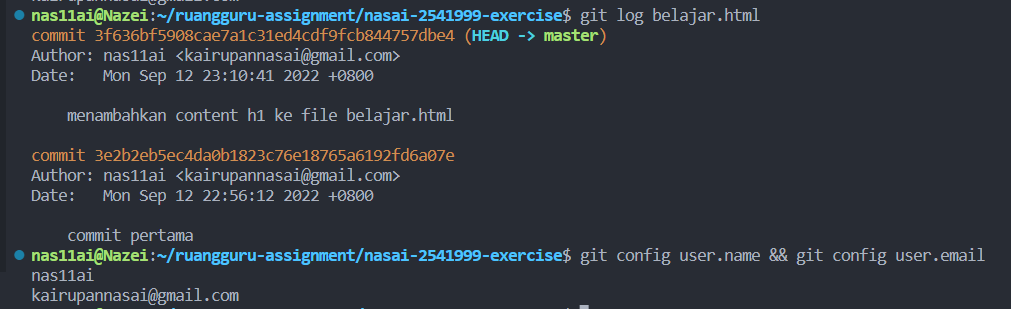 nas11ai@Nazei:~/ruangguru-assignment/nasai-2541999-exercise$ git log belajar.html
commit 3f636bf5908cae7a1c31ed4cdf9fcb844757dbe4 (HEAD -> master)
Author: nas11ai <kairupannasai@gmail.com>
Date:   Mon Sep 12 23:10:41 2022 +0800
    menambahkan content h1 ke file belajar.html
commit 3e2b2eb5ec4da0b1823c76e18765a6192fd6a07e
Author: nas11ai <kairupannasai@gmail.com>
Date:   Mon Sep 12 22:56:12 2022 +0800
    commit pertama
nas11ai@Nazei:~/ruangguru-assignment/nasai-2541999-exercise$ git config user.name && git config user.email
nas11ai
kairupannasai@gmail.com